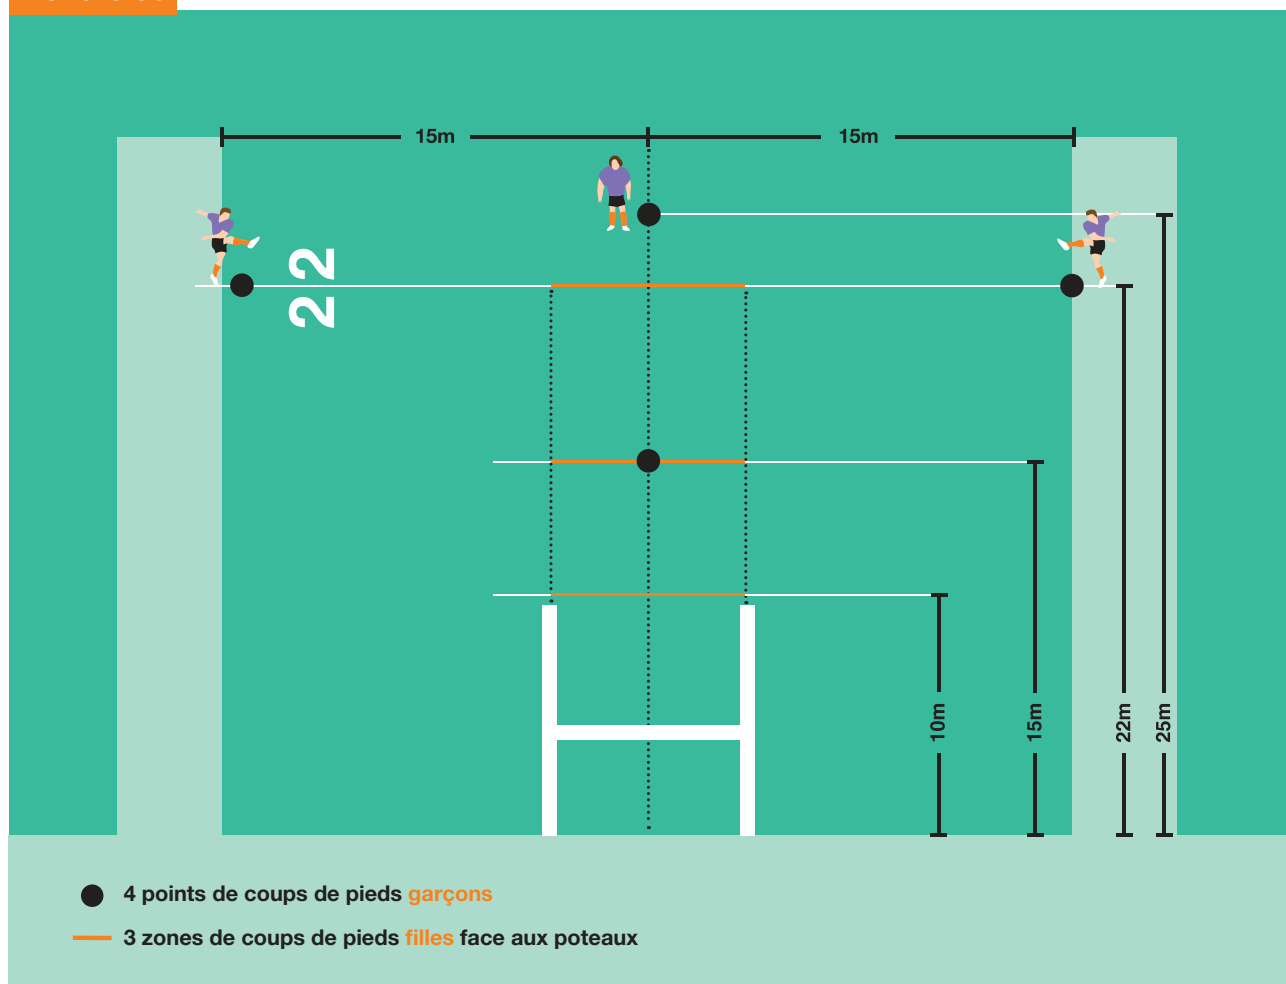 15m 15m
22
10m 15m 22m 25m
4 points de coups de pieds garçons
3 zones de coups de pieds filles face aux poteaux